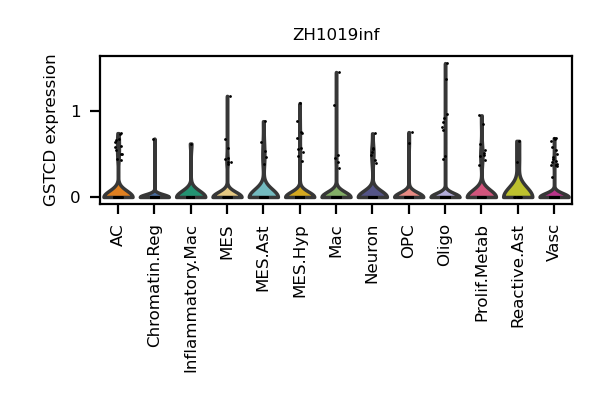 ZH1019inf
GSTCD expression
1
0
AC
Chromatin.Reg
Inflammatory.Mac
MES
MES.Ast
MES.Hyp
Mac
Neuron
OPC
Oligo
Prolif.Metab
Reactive.Ast
Vasc